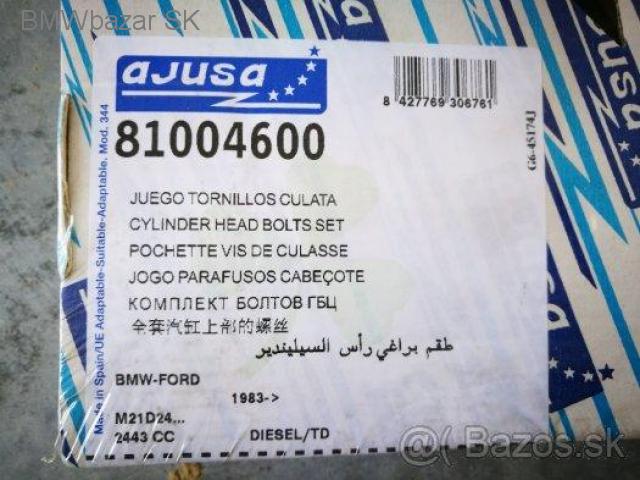 BMWbazar SK
ajusa
8 427769 306761
81004600
G6-45174J
JUEGO TORNILLOS CULATA
CYLINDER HEAD BOLTS SET
POCHETTE VIS DE CULASSE
JOGO PARAFUSOS CABEÇOTE
КОМПЛЕКТ БОЛТОВ ГБЦ
全套汽缸上部的螺丝
طقم براغي رأس السيليندير
BMW-FORD
1983->
M21D24...
2443 CC DIESEL/TD
Made in Spain/UE Adaptable-Suitable-Adaptable. Mod. 344
Bazos.sk